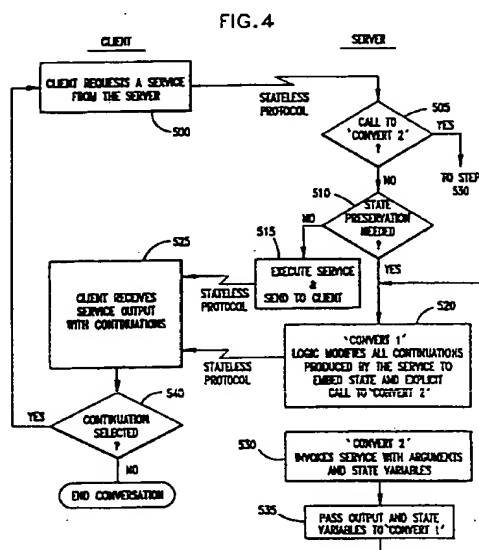 FIG.4
CLIENT
SERVER
CLIENT REQUESTS A SERVICE
FROM THE SERVER
500
STATELESS
PROTOCOL
505
CALL TO
'CONVERT 2'
?
YES
TO STEP
530
NO
510
STATE
PRESERVATION
NEEDED
?
NO
YES
515
EXECUTE SERVICE
&
SEND TO CLIENT
STATELESS
PROTOCOL
525
CLIENT RECEIVES
SERVICE OUTPUT
WITH CONTINUATIONS
520
'CONVERT 1'
LOGIC MODIFIES ALL CONTINUATIONS
PRODUCED BY THE SERVICE TO
EMBED STATE AND EXPLICIT
CALL TO 'CONVERT 2'
STATELESS
PROTOCOL
540
CONTINUATION
SELECTED
?
YES
NO
END CONVERSATION
530
'CONVERT 2'
INVOKES SERVICE WITH ARGUMENTS
AND STATE VARIABLES
535
PASS OUTPUT AND STATE
VARIABLES TO 'CONVERT 1'